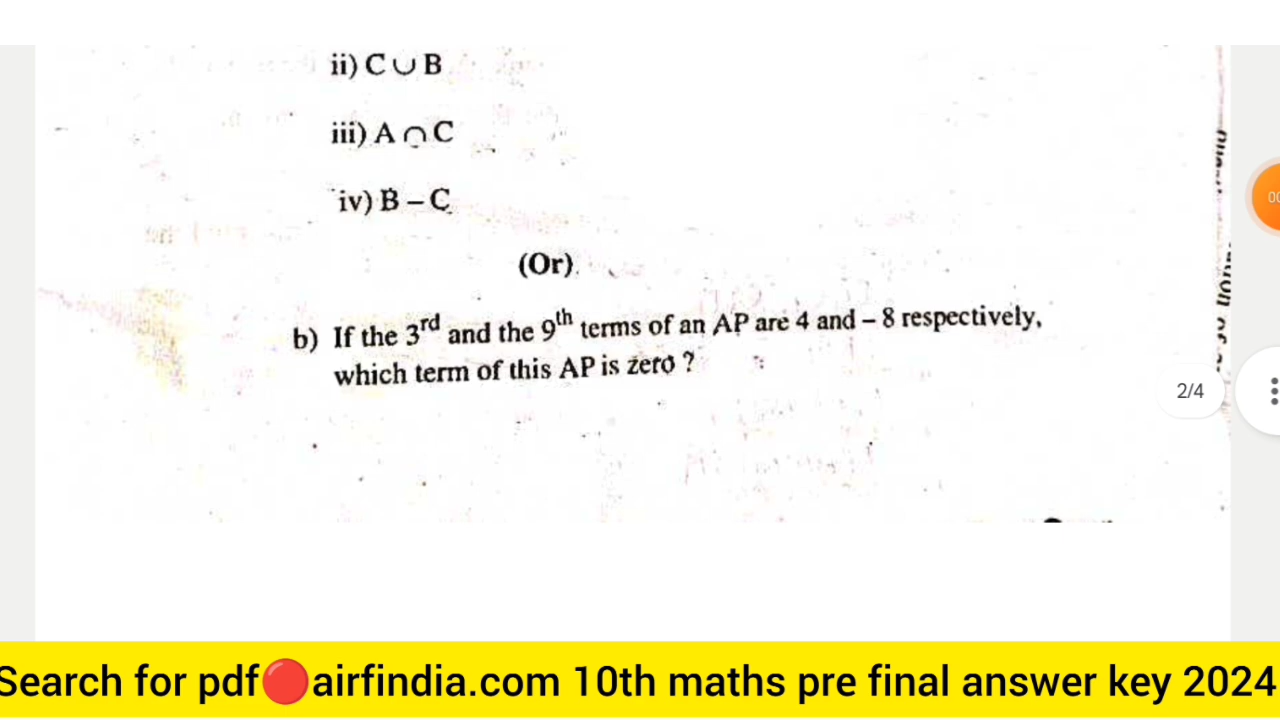 ii) C ∪ B
iii) A ∩ C
iv) B – C
(Or)
b) If the 3rd and the 9th terms of an AP are 4 and – 8 respectively,
which term of this AP is zero ?
2/4
00
Search for pdf🔴airfindia.com 10th maths pre final answer key 2024